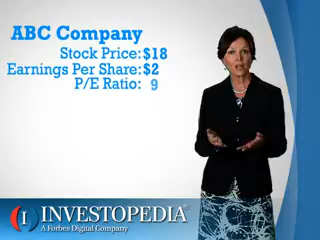 ABC Company
Stock Price: $18
Earnings Per Share: $2
P/E Ratio: 9
( I ) INVESTOPEDIA®
A Forbes Digital Company